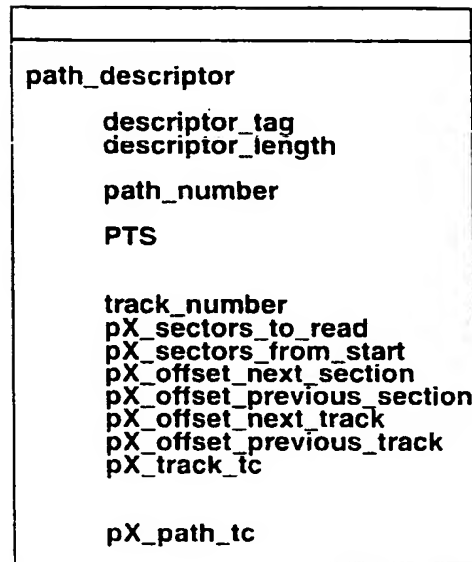 path_descriptor
descriptor_tag
descriptor_length
path_number
PTS
track_number
pX_sectors_to_read
pX_sectors_from_start
pX_offset_next_section
pX_offset_previous_section
pX_offset_next_track
pX_offset_previous_track
pX_track_tc
pX_path_tc